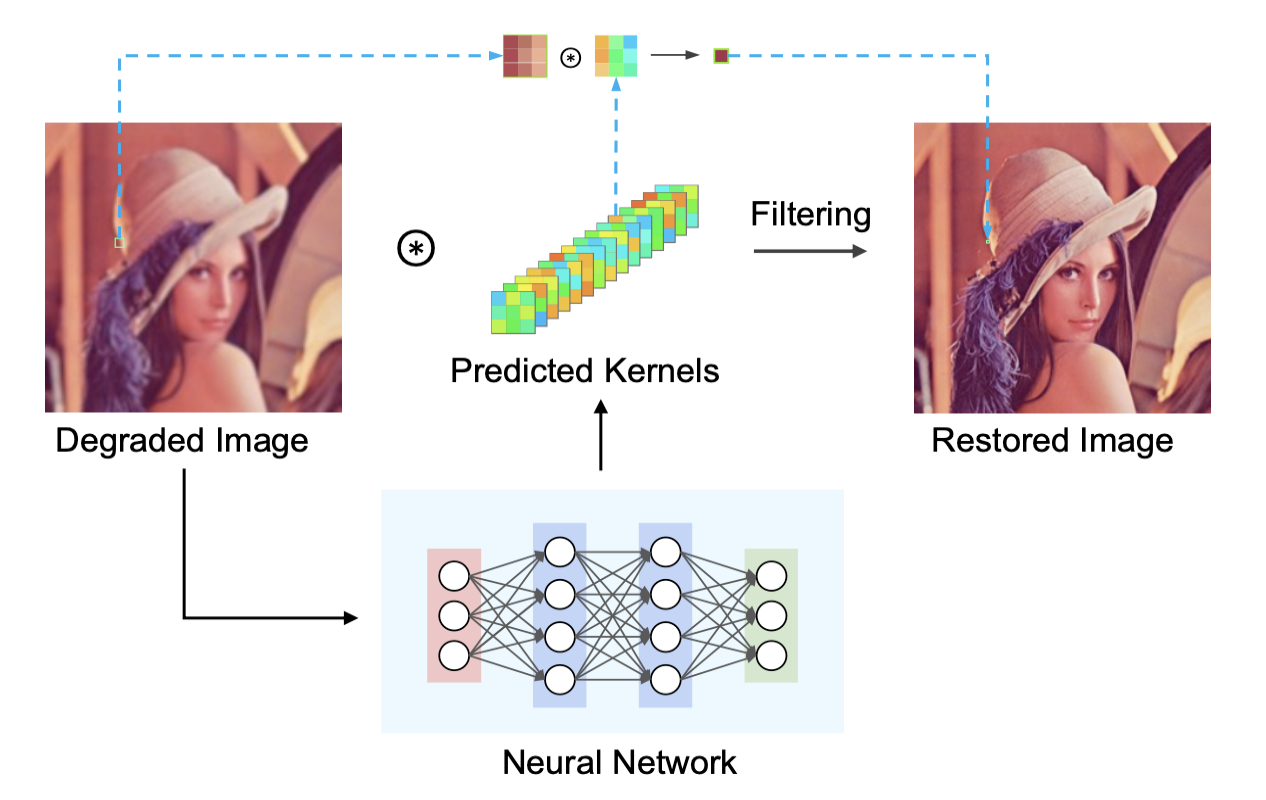 Filtering
Predicted Kernels
Degraded Image
Restored Image
Neural Network